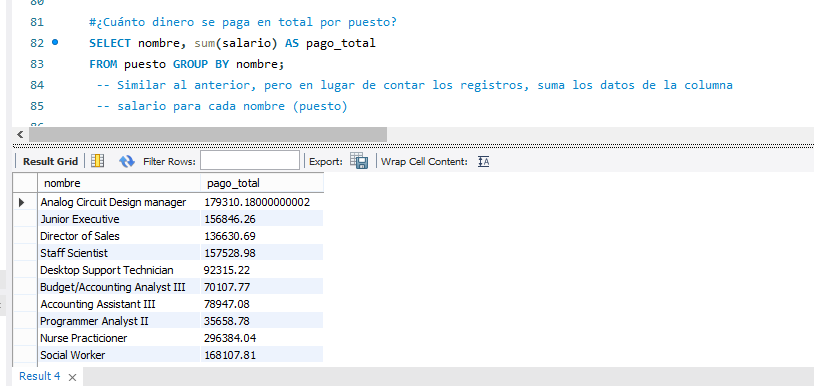 80
81 #¿Cuánto dinero se paga en total por puesto?
82 SELECT nombre, sum(salario) AS pago_total
83 FROM puesto GROUP BY nombre;
84 -- Similar al anterior, pero en lugar de contar los registros, suma los datos de la columna
85 -- salario para cada nombre (puesto)
86
Result Grid Filter Rows: Export: Wrap Cell Content:
nombre pago_total
Analog Circuit Design manager 179310.18000000002
Junior Executive 156846.26
Director of Sales 136630.69
Staff Scientist 157528.98
Desktop Support Technician 92315.22
Budget/Accounting Analyst III 70107.77
Accounting Assistant III 78947.08
Programmer Analyst II 35658.78
Nurse Practicioner 296384.04
Social Worker 168107.81
Result 4